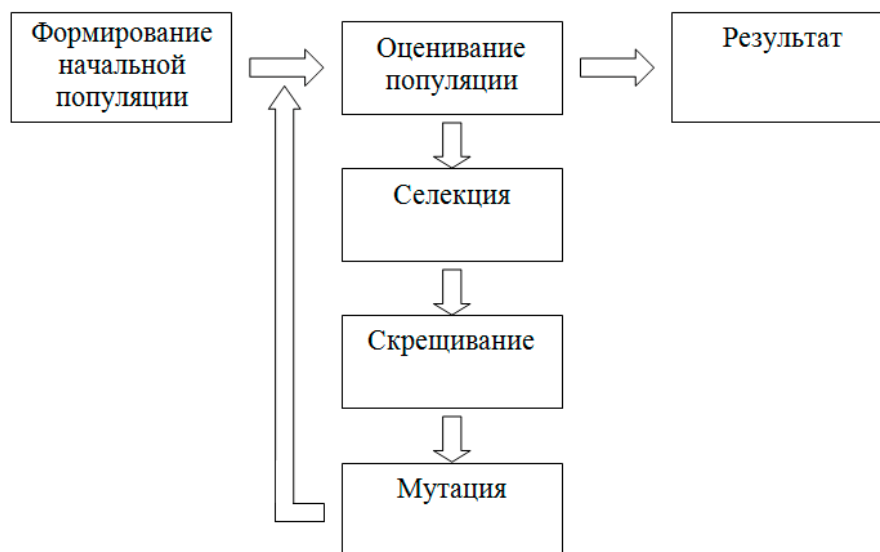 Формирование
начальной
популяции
Оценивание
популяции
Результат
Селекция
Скрещивание
Мутация